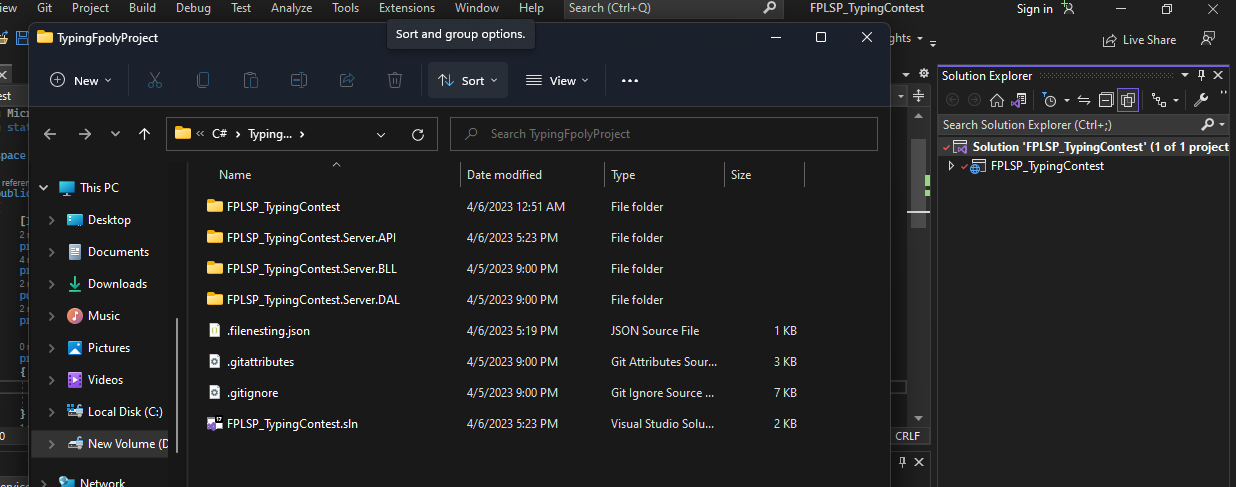 iew Git Project Build Debug Test Analyze Tools Extensions Window Help Search (Ctrl+Q) FPLSP_TypingContest Sign in
TypingFpolyProject
Sort and group options.
ghts
Live Share
New Sort View
Solution Explorer
est
Micr
stat
C# Typing...
Search TypingFpolyProject
Search Solution Explorer (Ctrl+;)
space
Solution 'FPLSP_TypingContest' (1 of 1 project
FPLSP_TypingContest
Name Date modified Type Size
referenc
public
This PC
Desktop
Documents
Downloads
Music
Pictures
Videos
Local Disk (C:)
New Volume (D
Network
FPLSP_TypingContest 4/6/2023 12:51 AM File folder
FPLSP_TypingContest.Server.API 4/6/2023 5:23 PM File folder
FPLSP_TypingContest.Server.BLL 4/5/2023 9:00 PM File folder
FPLSP_TypingContest.Server.DAL 4/5/2023 9:00 PM File folder
.filenesting.json 4/6/2023 5:19 PM JSON Source File 1 KB
.gitattributes 4/5/2023 9:00 PM Git Attributes Sour... 3 KB
.gitignore 4/5/2023 9:00 PM Git Ignore Source ... 7 KB
FPLSP_TypingContest.sln 4/6/2023 5:23 PM Visual Studio Solu... 2 KB
CRLF